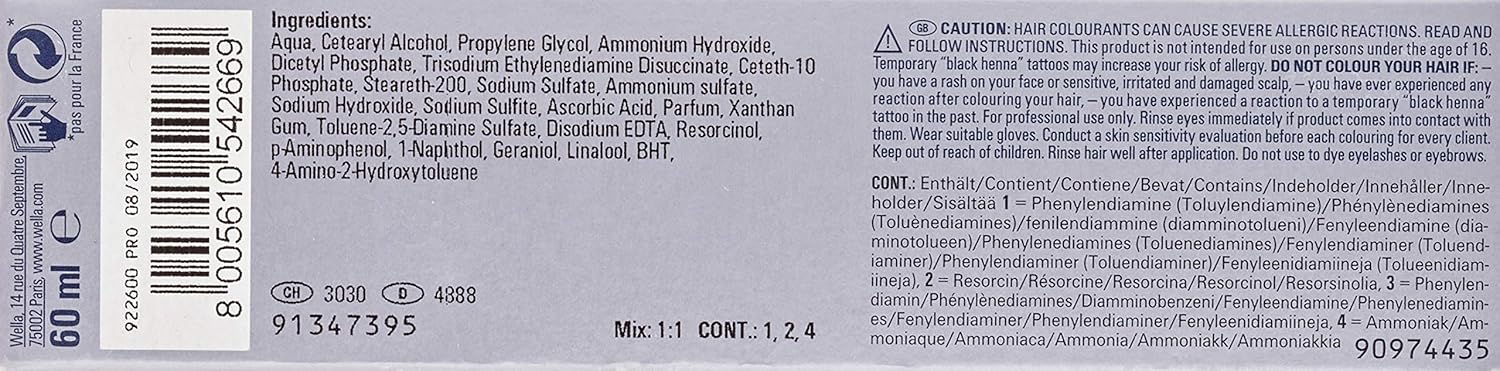 *
*pas pour la France
Wella, 14 rue du Quatre Septembre,
75002 Paris, www.wella.com
60 ml e
922600 PRO 08/2019
8 005610 542669
Ingredients:
Aqua, Cetearyl Alcohol, Propylene Glycol, Ammonium Hydroxide,
Dicetyl Phosphate, Trisodium Ethylenediamine Disuccinate, Ceteth-10
Phosphate, Steareth-200, Sodium Sulfate, Ammonium sulfate,
Sodium Hydroxide, Sodium Sulfite, Ascorbic Acid, Parfum, Xanthan
Gum, Toluene-2,5-Diamine Sulfate, Disodium EDTA, Resorcinol,
p-Aminophenol, 1-Naphthol, Geraniol, Linalool, BHT,
4-Amino-2-Hydroxytoluene
CH 3030 D 4888
91347395
Mix: 1:1 CONT.: 1, 2, 4
GB CAUTION: HAIR COLOURANTS CAN CAUSE SEVERE ALLERGIC REACTIONS. READ AND
FOLLOW INSTRUCTIONS. This product is not intended for use on persons under the age of 16.
Temporary "black henna" tattoos may increase your risk of allergy. DO NOT COLOUR YOUR HAIR IF: –
you have a rash on your face or sensitive, irritated and damaged scalp, – you have ever experienced any
reaction after colouring your hair, – you have experienced a reaction to a temporary "black henna"
tattoo in the past. For professional use only. Rinse eyes immediately if product comes into contact with
them. Wear suitable gloves. Conduct a skin sensitivity evaluation before each colouring for every client.
Keep out of reach of children. Rinse hair well after application. Do not use to dye eyelashes or eyebrows.
CONT.: Enthält/Contient/Contiene/Bevat/Contains/Indeholder/Innehåller/Inne-
holder/Sisältää 1 = Phenylendiamine (Toluylendiamine)/Phénylènediamines
(Toluènediamines)/fenilendiammine (diamminotolueni)/Fenyleendiamine (dia-
minotolueen)/Phenylenediamines (Toluenediamines)/Fenylendiaminer (Toluend-
iaminer)/Phenylendiaminer (Toluendiaminer)/Fenyleenidiamiineja (Tolueenidiam-
iineja), 2 = Resorcin/Résorcine/Resorcina/Resorcinol/Resorsinolia, 3 = Phenylen-
diamin/Phénylènediamines/Diamminobenzeni/Fenyleendiamine/Phenylenediamin-
es/Fenylendiaminer/Phenylendiaminer/Fenyleenidiamiineja, 4 = Ammoniak/Am-
moniaque/Ammoniaca/Ammonia/Ammoniakk/Ammoniakkia 90974435